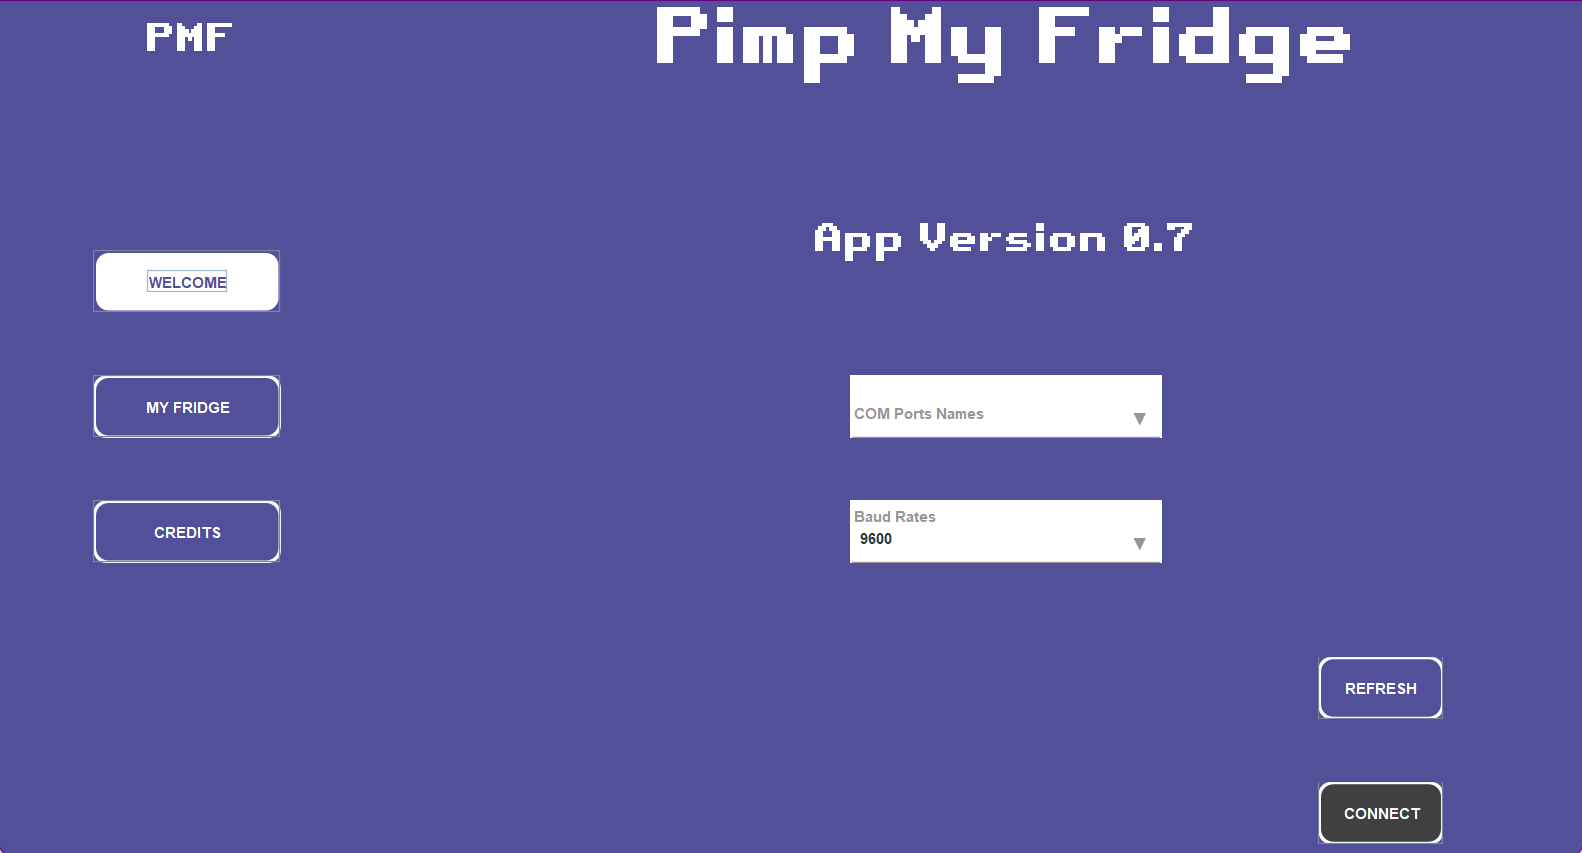 PMF
Pimp My Fridge
App Version 0.7
WELCOME
MY FRIDGE
CREDITS
COM Ports Names
Baud Rates
9600
REFRESH
CONNECT